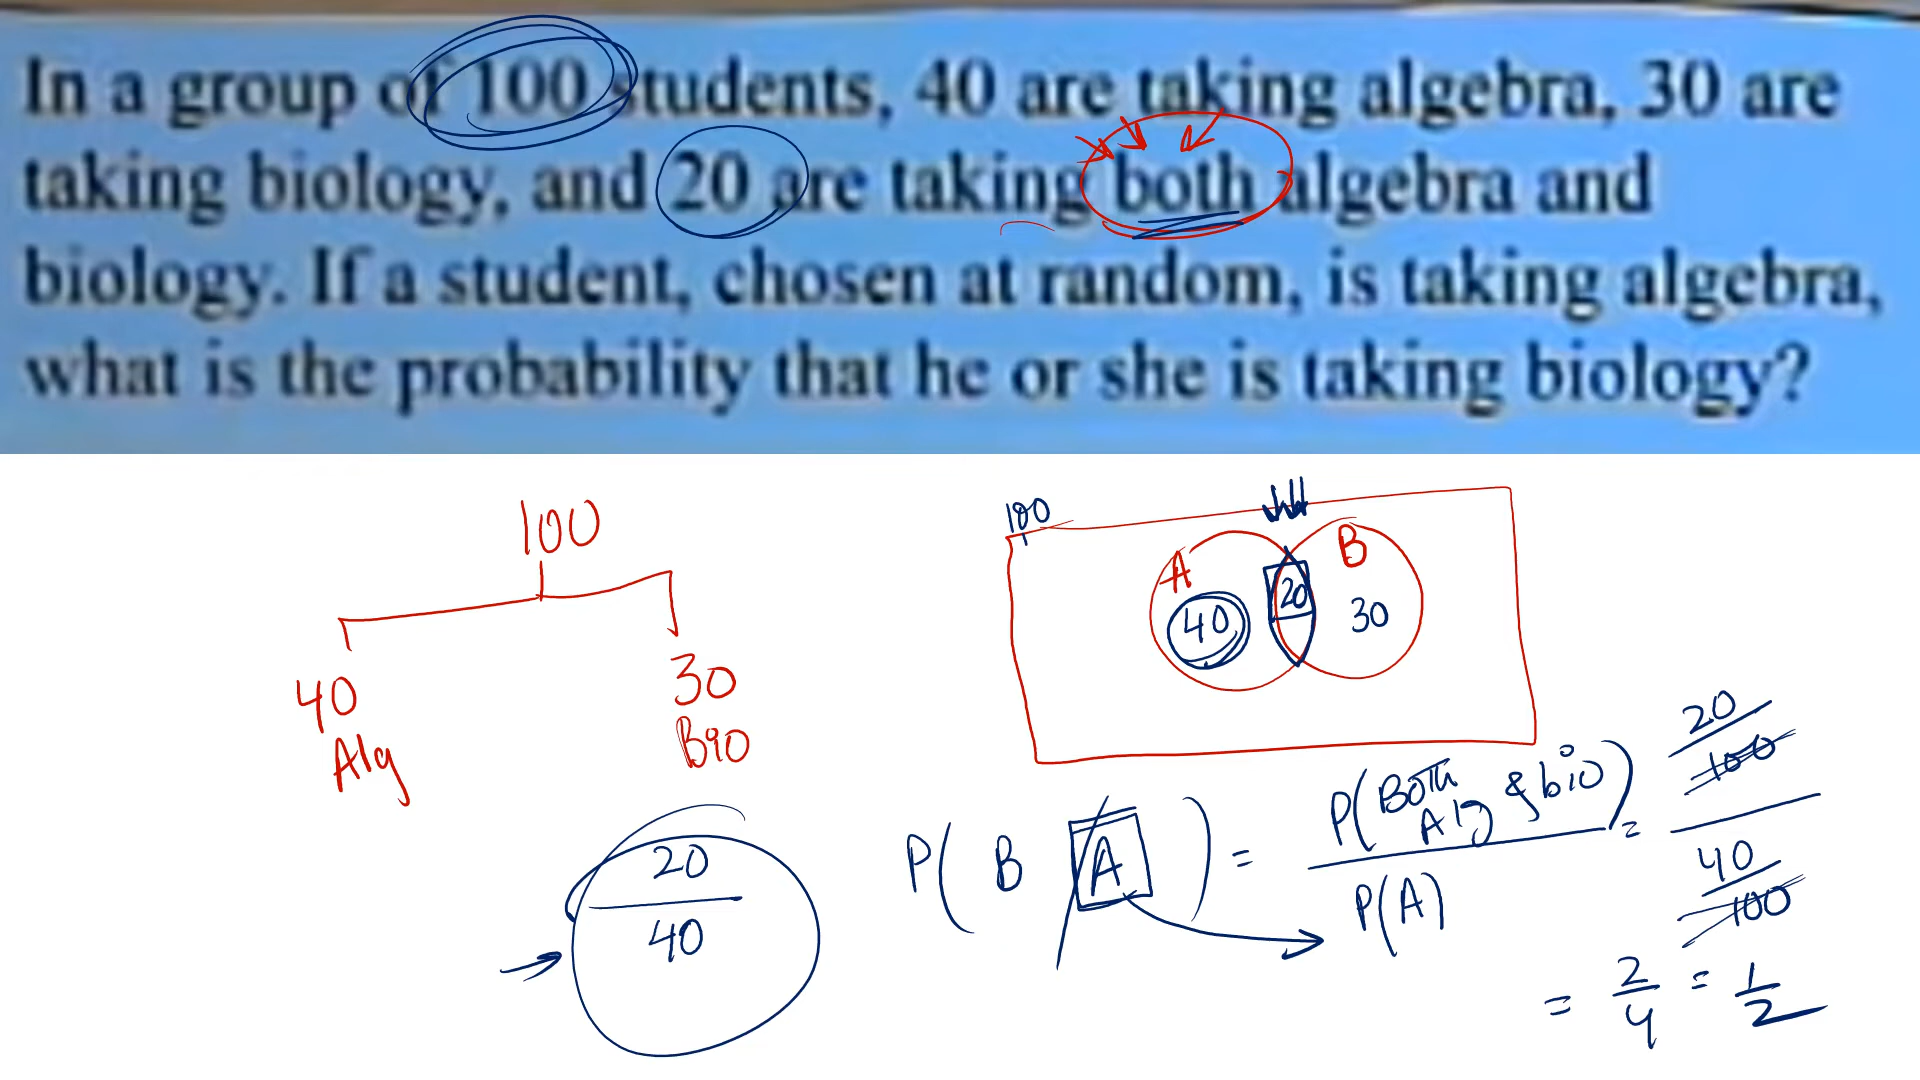 In a group of 100 students, 40 are taking algebra, 30 are
taking biology, and 20 are taking both algebra and
biology. If a student, chosen at random, is taking algebra,
what is the probability that he or she is taking biology?
100
40
Alg
30
Bio
20
40
100
A
40
20
B
30
P( B / A ) = P(Both Alg & bio) / P(A) = 20/100 / 40/100
= 2/4 = 1/2